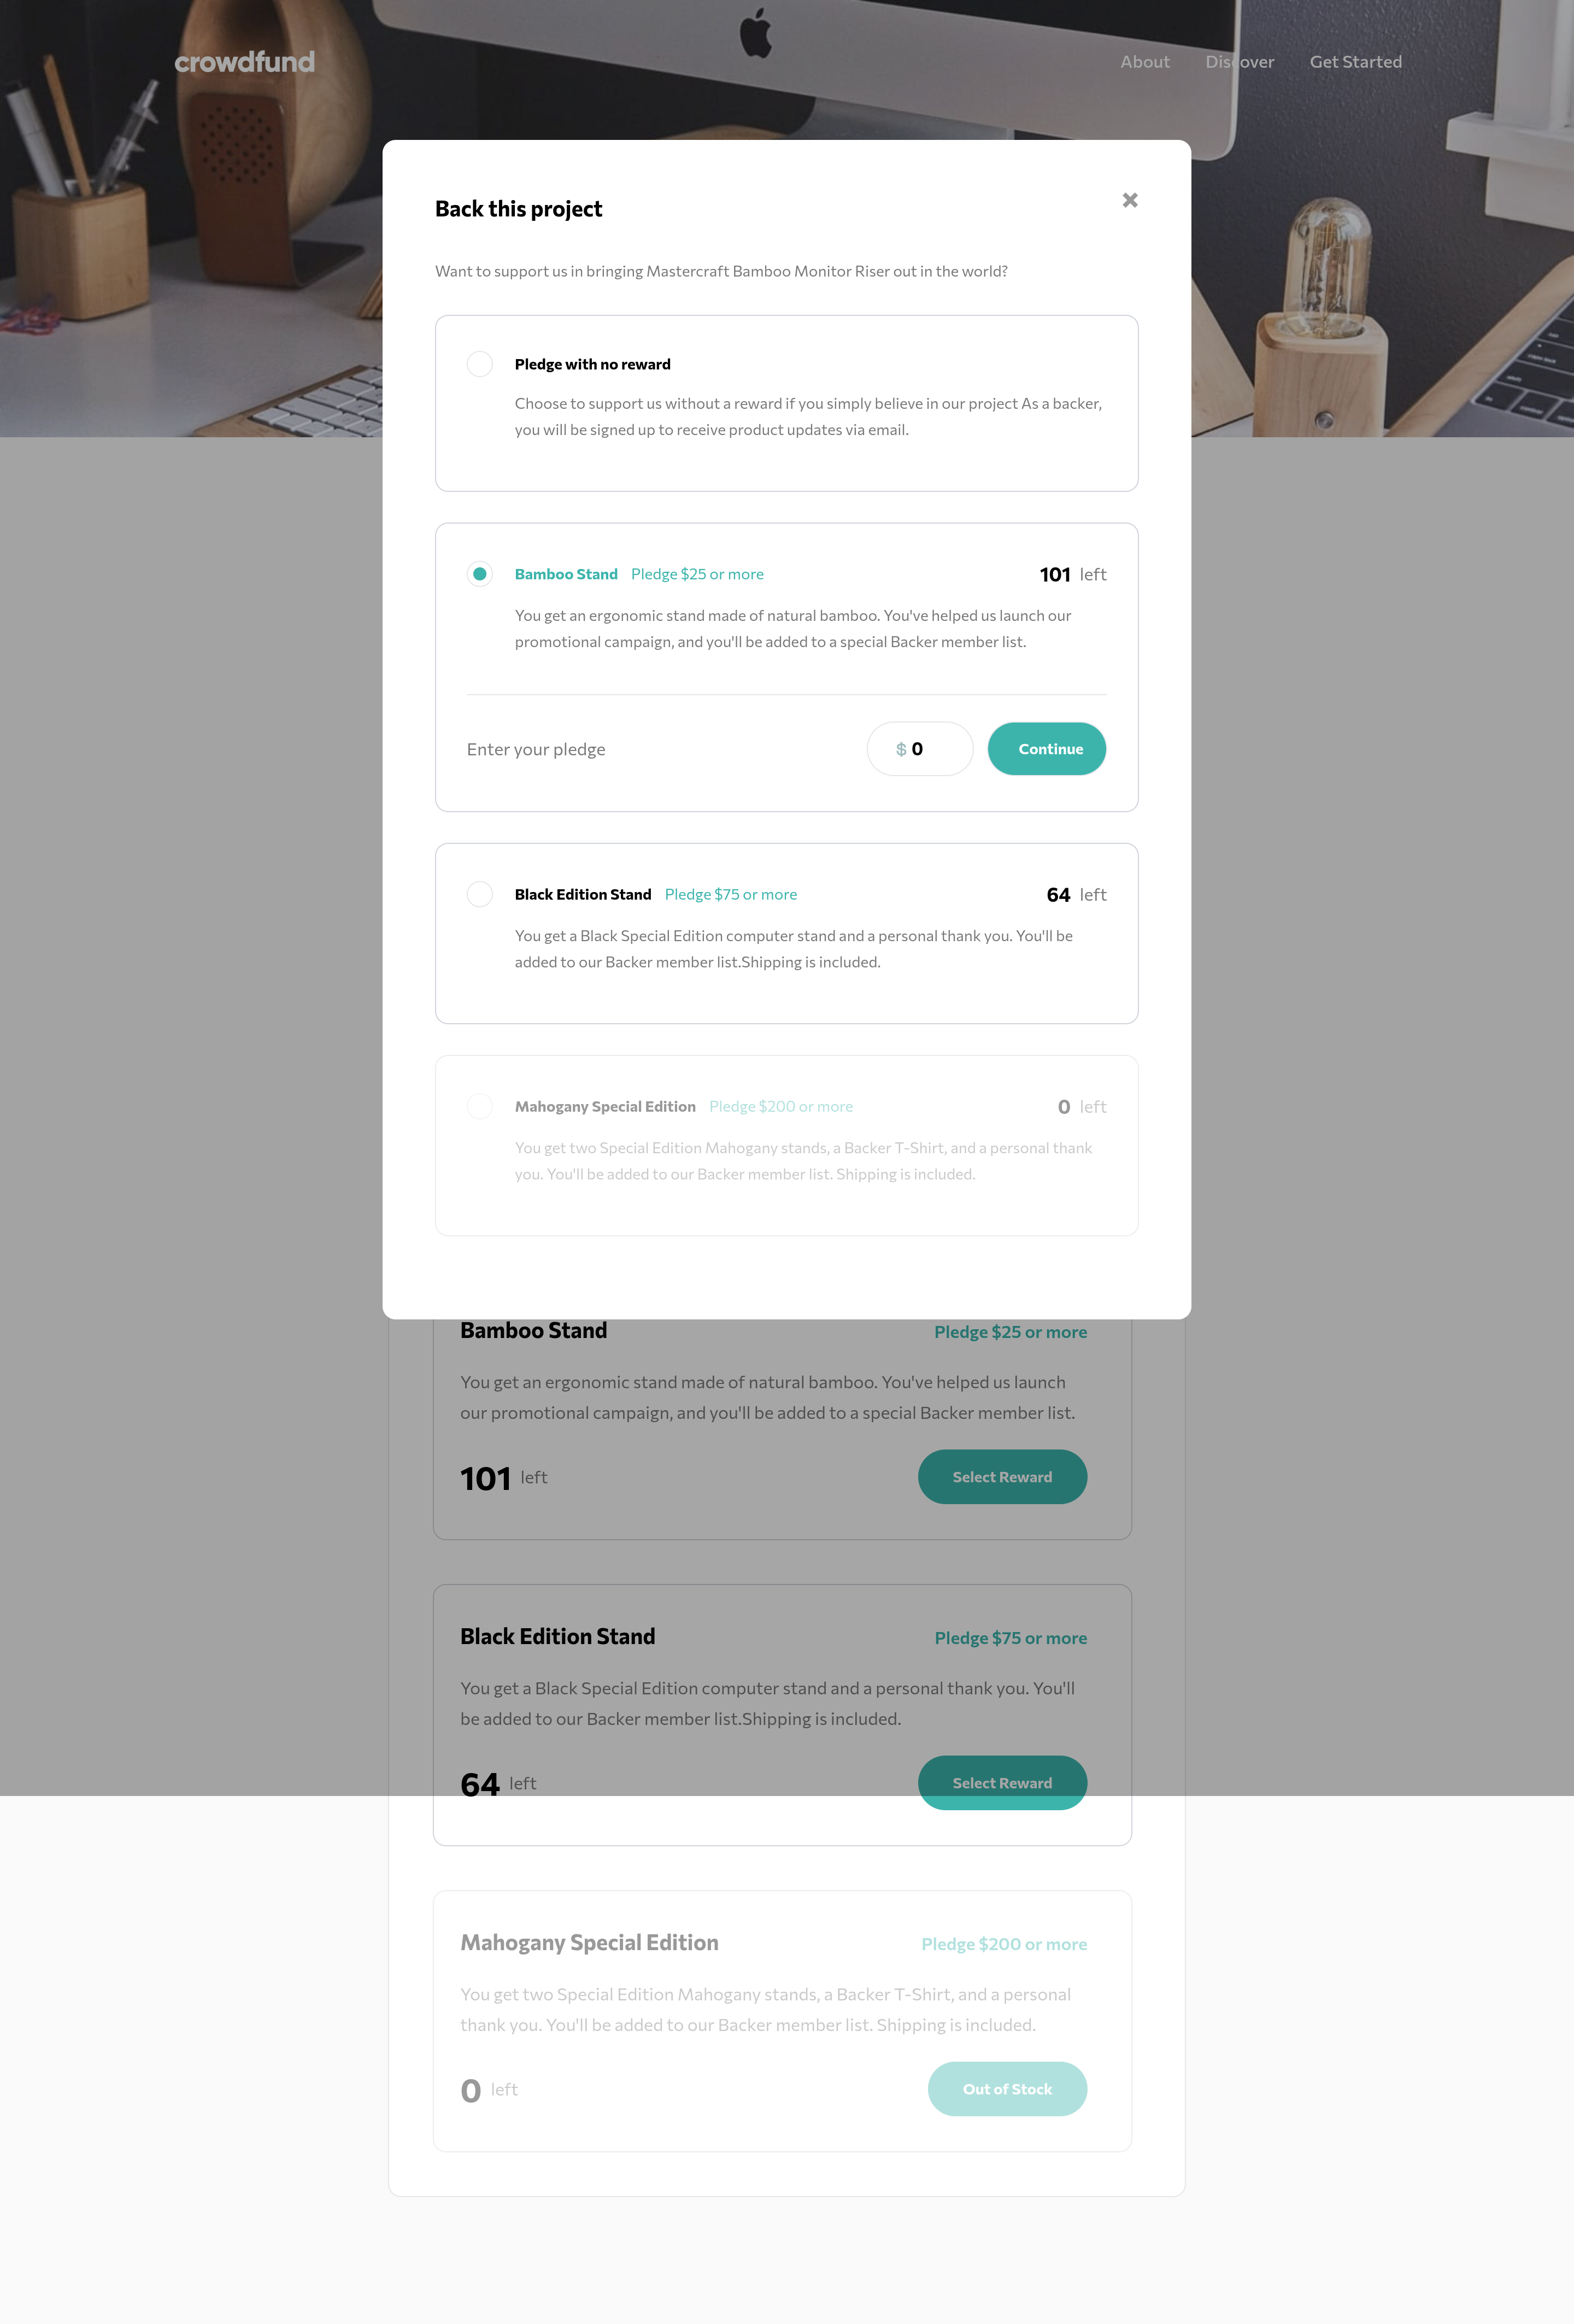 crowdfund
About Discover Get Started
Back this project
Want to support us in bringing Mastercraft Bamboo Monitor Riser out in the world?
Pledge with no reward
Choose to support us without a reward if you simply believe in our project As a backer,
you will be signed up to receive product updates via email.
Bamboo Stand Pledge $25 or more 101 left
You get an ergonomic stand made of natural bamboo. You've helped us launch our
promotional campaign, and you'll be added to a special Backer member list.
Enter your pledge $ 0 Continue
Black Edition Stand Pledge $75 or more 64 left
You get a Black Special Edition computer stand and a personal thank you. You'll be
added to our Backer member list.Shipping is included.
Mahogany Special Edition Pledge $200 or more 0 left
You get two Special Edition Mahogany stands, a Backer T-Shirt, and a personal thank
you. You'll be added to our Backer member list. Shipping is included.
Bamboo Stand Pledge $25 or more
You get an ergonomic stand made of natural bamboo. You've helped us launch
our promotional campaign, and you'll be added to a special Backer member list.
101 left Select Reward
Black Edition Stand Pledge $75 or more
You get a Black Special Edition computer stand and a personal thank you. You'll
be added to our Backer member list.Shipping is included.
64 left Select Reward
Mahogany Special Edition Pledge $200 or more
You get two Special Edition Mahogany stands, a Backer T-Shirt, and a personal
thank you. You'll be added to our Backer member list. Shipping is included.
0 left Out of Stock